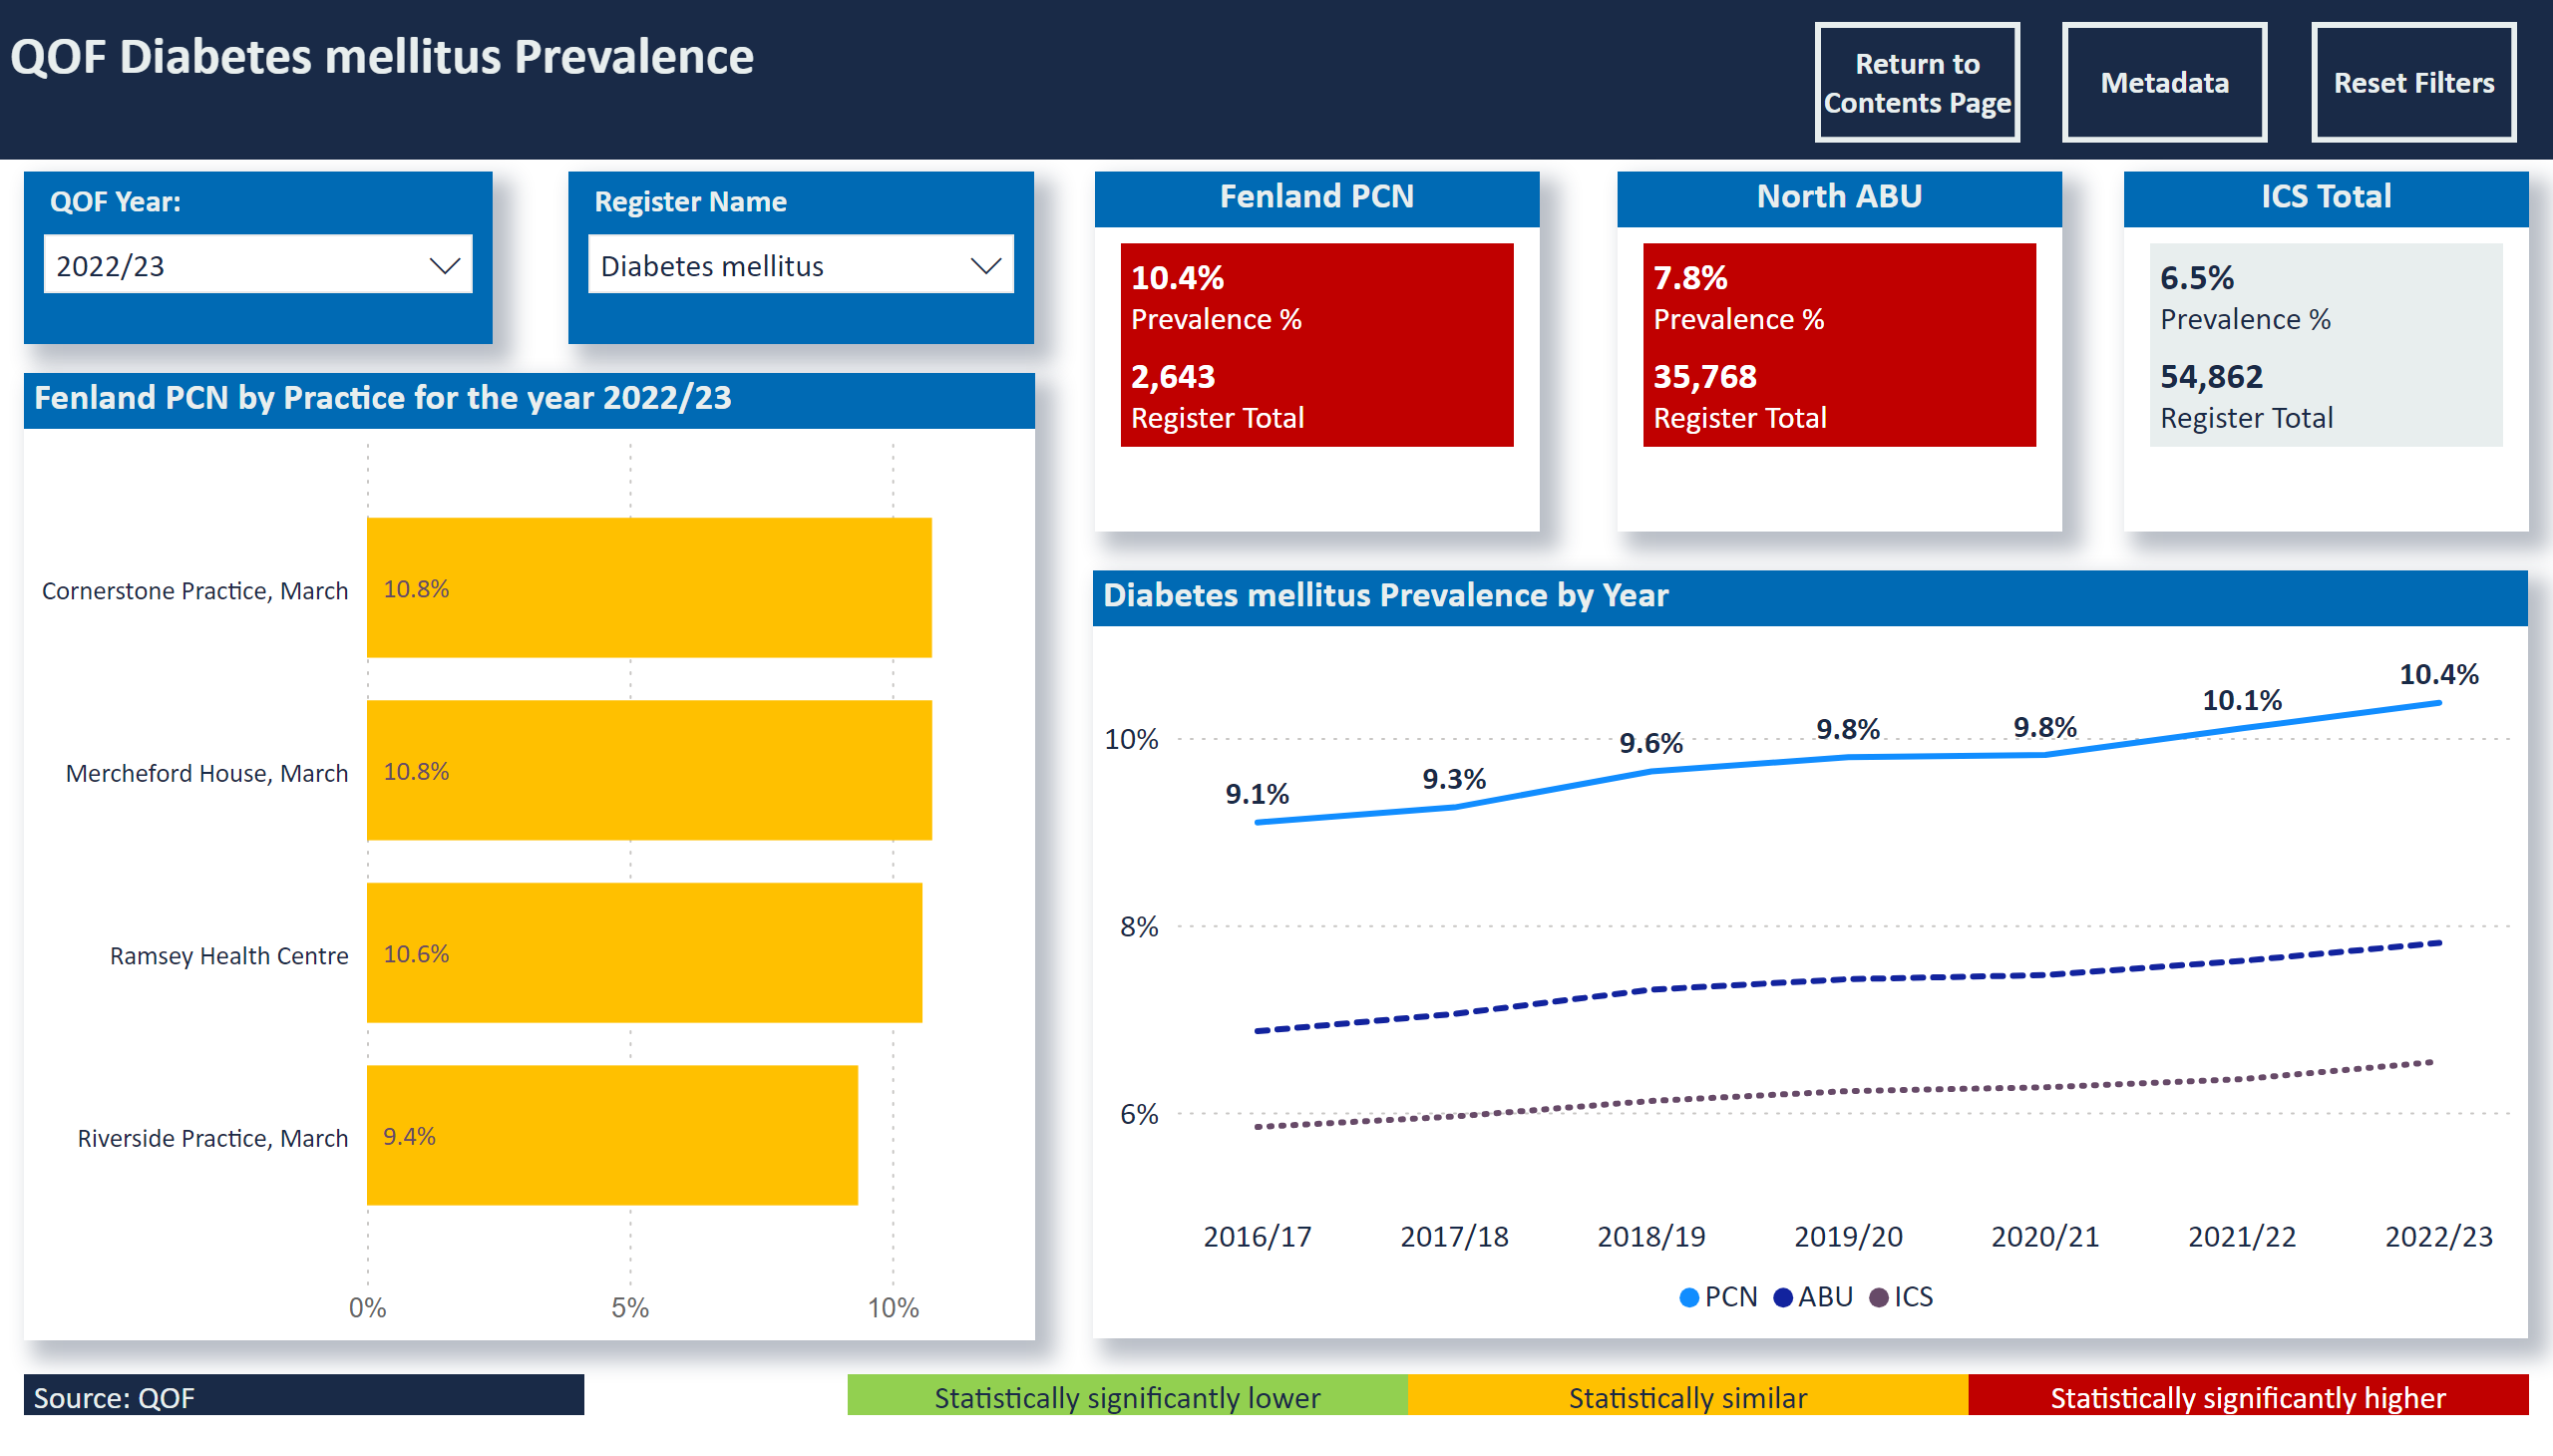 QOF Diabetes mellitus Prevalence
Return to
Contents Page
Metadata
Reset Filters
QOF Year:
2022/23
Register Name
Diabetes mellitus
Fenland PCN
10.4%
Prevalence %
2,643
Register Total
North ABU
7.8%
Prevalence %
35,768
Register Total
ICS Total
6.5%
Prevalence %
54,862
Register Total
Fenland PCN by Practice for the year 2022/23
Cornerstone Practice, March
10.8%
Mercheford House, March
10.8%
Ramsey Health Centre
10.6%
Riverside Practice, March
9.4%
0%
5%
10%
Diabetes mellitus Prevalence by Year
10%
8%
6%
9.1%
9.3%
9.6%
9.8%
9.8%
10.1%
10.4%
2016/17
2017/18
2018/19
2019/20
2020/21
2021/22
2022/23
PCN
ABU
ICS
Source: QOF
Statistically significantly lower
Statistically similar
Statistically significantly higher